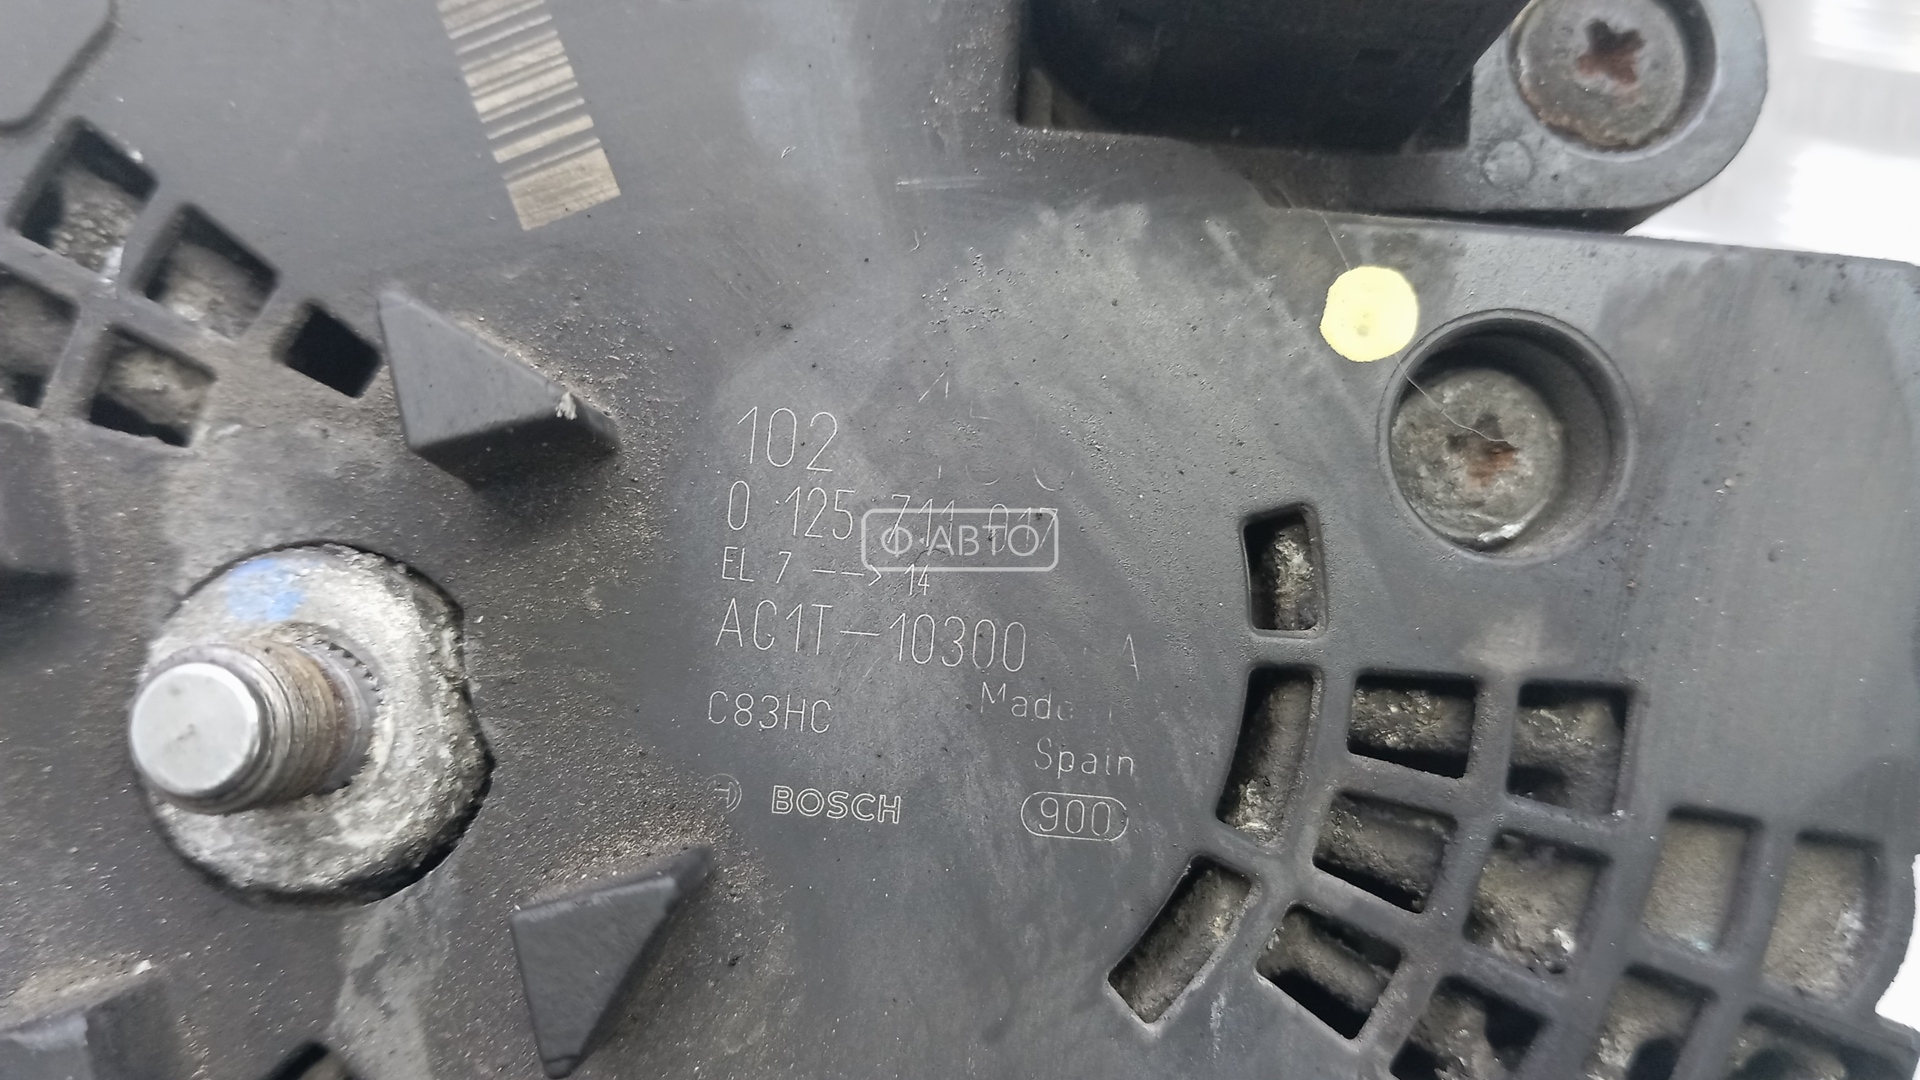 102
0 125 711 017
Ф·АВТО
EL 7 --> 14
AC1T-10300 A
C83HC
Made
Spain
BOSCH
900